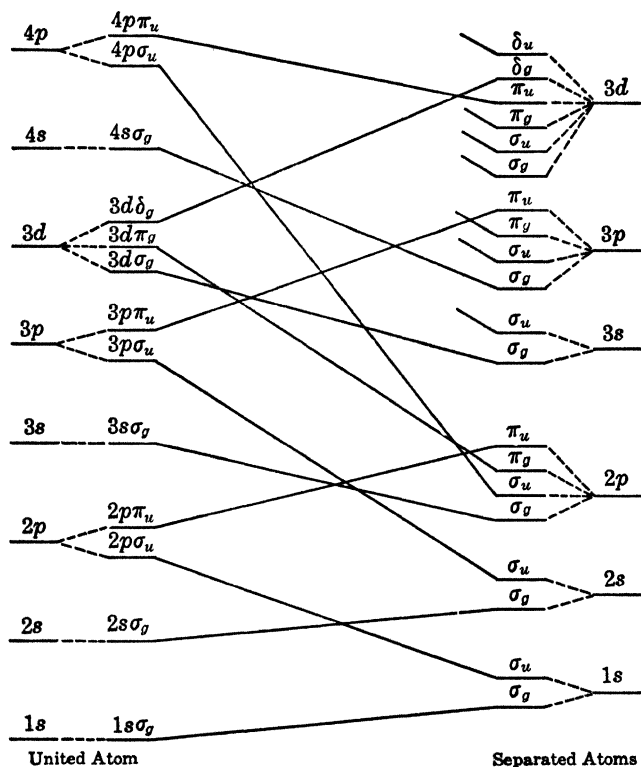 4p 4pπᵤ δᵤ
4pσᵤ δg
πᵤ 3d
πg
4s 4sσg σᵤ
σg
3dδg πᵤ
3d 3dπg πg 3p
3dσg σᵤ
σg
3pπᵤ σᵤ
3p 3pσᵤ σg 3s
3s 3sσg πᵤ
πg
σᵤ 2p
2p 2pπᵤ σg
2pσᵤ σᵤ
2s
2s 2sσg σg
σᵤ 1s
σg
1s 1sσg
United Atom Separated Atoms